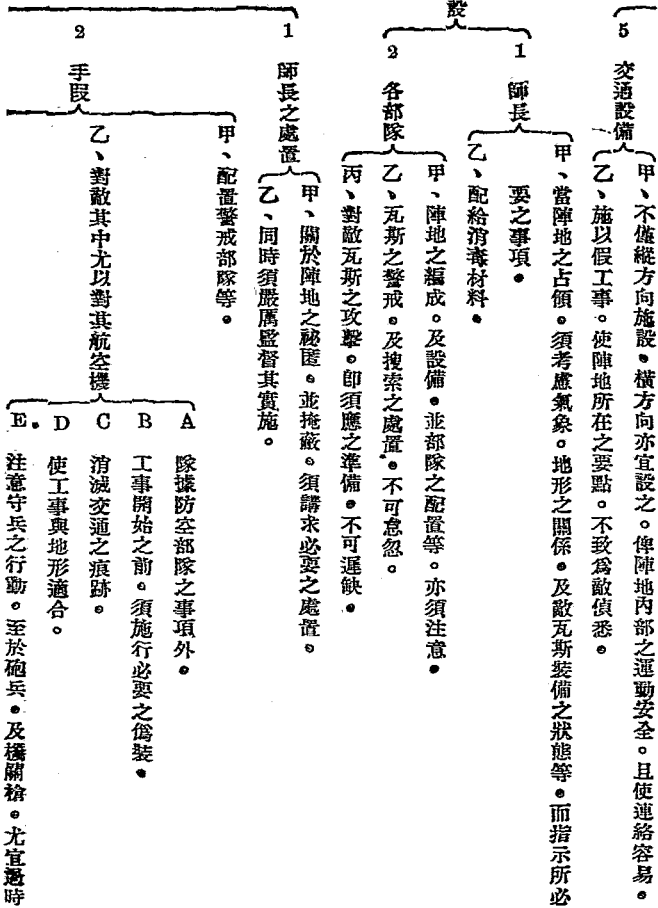 5 交通設備
甲、不僅縱方向施設。橫方向亦宜設之。俾陣地內部之運動安全。且使連絡容易。
乙、施以假工事。使陣地所在之要點。不致爲敵偵悉。
設
1 師長
甲、當陣地之占領。須考慮氣象。地形之關係。及敵瓦斯裝備之狀態等。而指示所必
要之事項。
乙、配給消毒材料。
2 各部隊
甲、陣地之編成。及設備。並部隊之配置等。亦須注意。
乙、瓦斯之警戒。及搜索之處置。不可怠忽。
丙、對敵瓦斯之攻擊。卽須應之準備。不可遲缺。
1 師長之處置
甲、關於陣地之祕匿。並掩蔽。須講求必要之處置。
乙、同時須嚴厲監督其實施。
2 手段
甲、配置警戒部隊等。
乙、對敵其中尤以對其航空機
A 隊據防空部隊之事項外。
B 工事開始之前。須施行必要之僞裝。
C 消滅交通之痕跡。
D 使工事與地形適合。
E. 注意守兵之行動。至於砲兵。及機關槍。尤宜過時